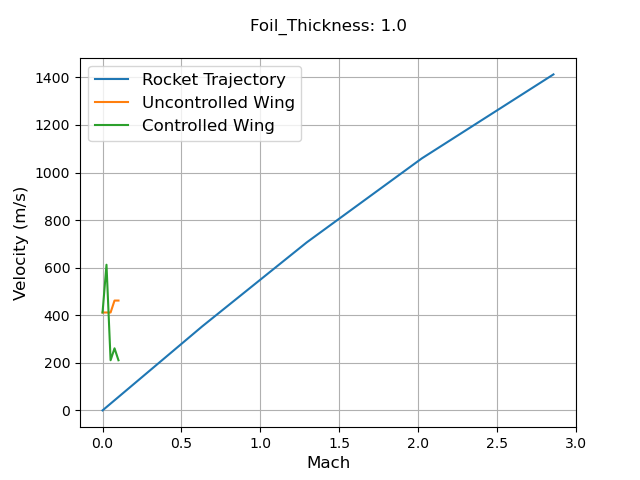 Foil_Thickness: 1.0
Rocket Trajectory
Uncontrolled Wing
Controlled Wing
1400
1200
1000
800
600
400
200
0
Velocity (m/s)
0.0 0.5 1.0 1.5 2.0 2.5 3.0
Mach